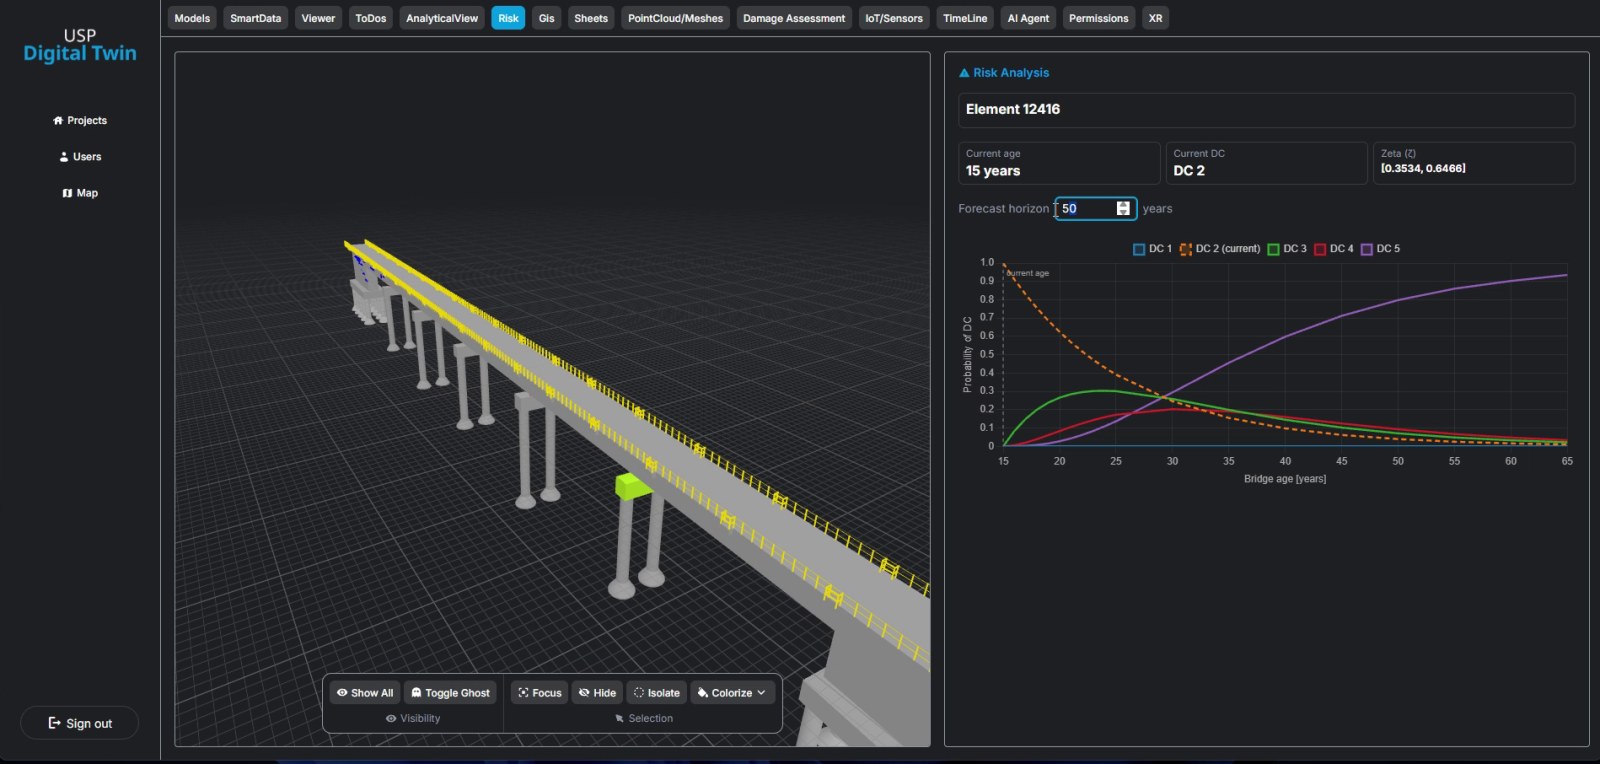 USP
Digital Twin
Projects
Users
Map
Sign out
Models SmartData Viewer ToDos AnalyticalView Risk Gis Sheets PointCloud/Meshes Damage Assessment IoT/Sensors TimeLine AI Agent Permissions XR
Show All Toggle Ghost Focus Hide Isolate Colorize
Visibility Selection
Risk Analysis
Element 12416
Current age Current DC Zeta (ζ)
15 years DC 2 [0.3534, 0.6466]
Forecast horizon 50 years
DC 1 DC 2 (current) DC 3 DC 4 DC 5
Current age
Probability of DC
1.0
0.9
0.8
0.7
0.6
0.5
0.4
0.3
0.2
0.1
0
15 20 25 30 35 40 45 50 55 60 65
Bridge age [years]